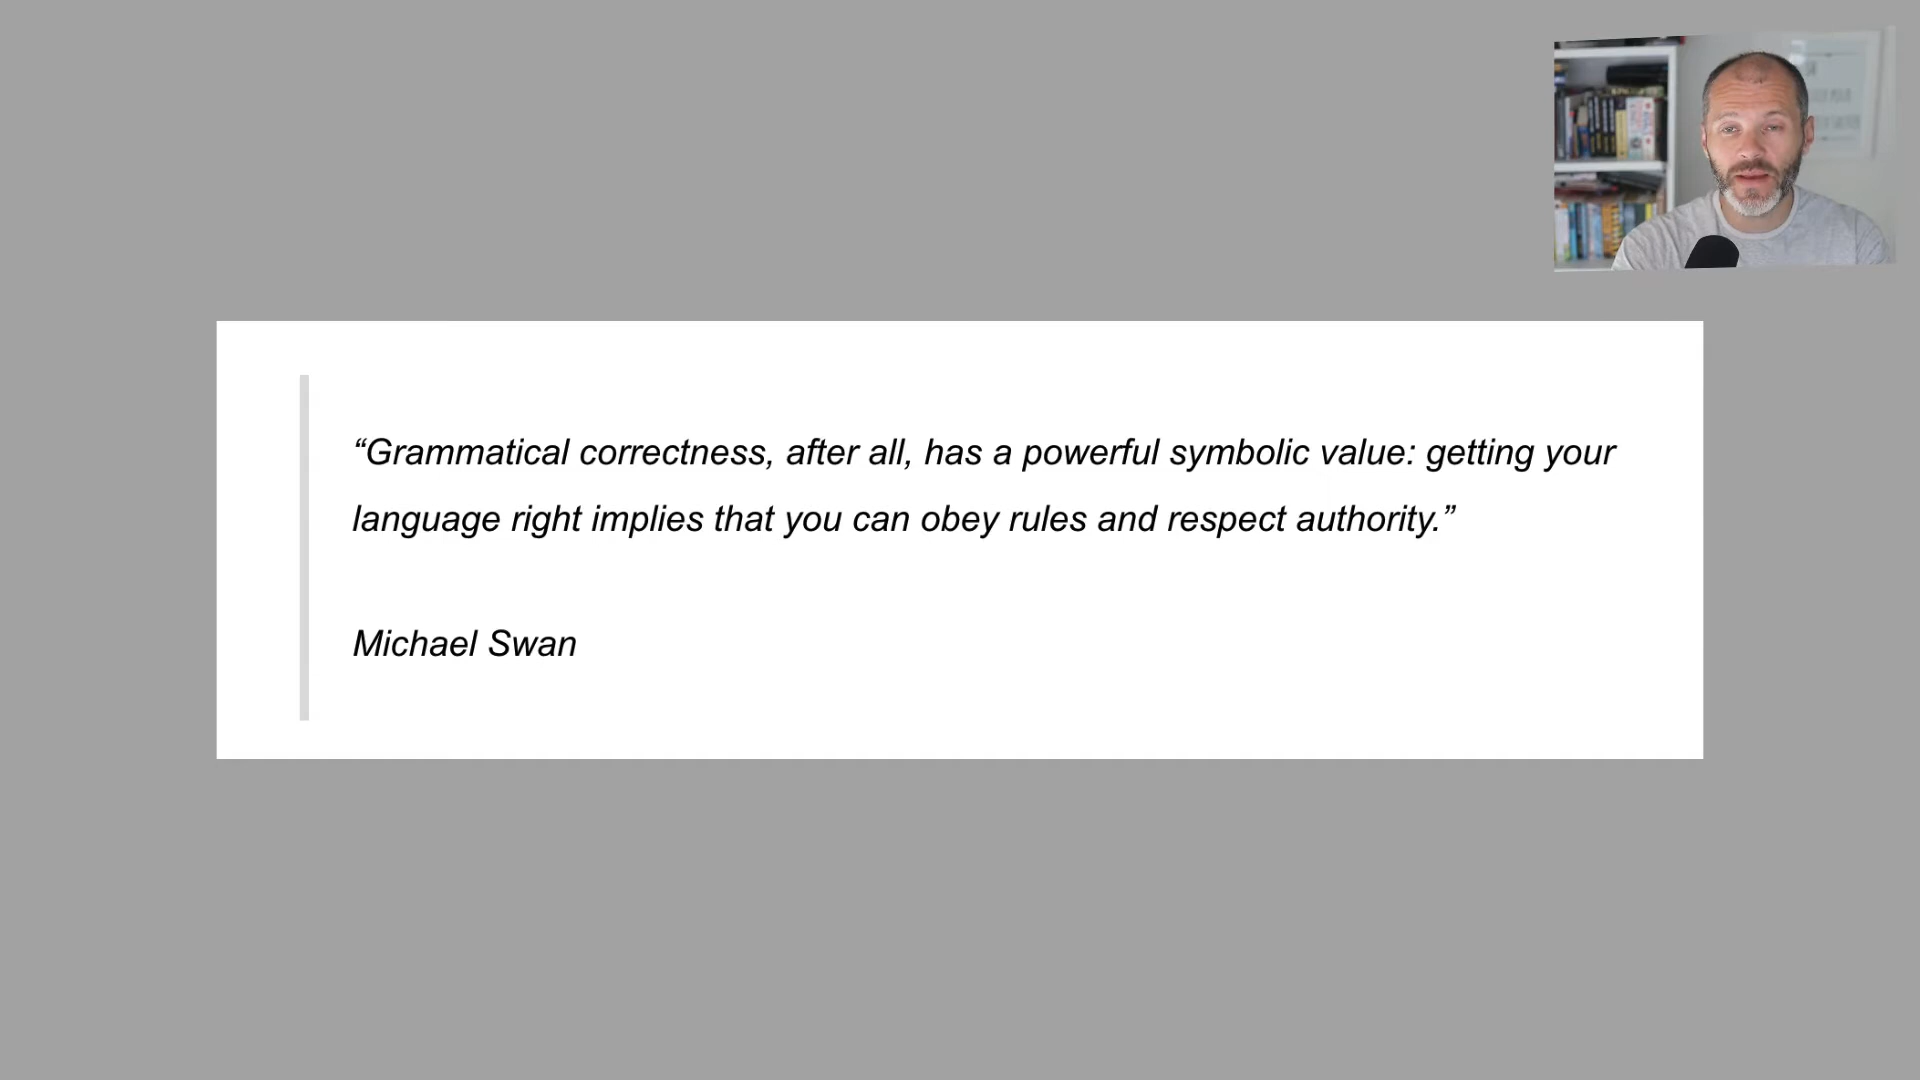 “Grammatical correctness, after all, has a powerful symbolic value: getting your
language right implies that you can obey rules and respect authority.”
Michael Swan